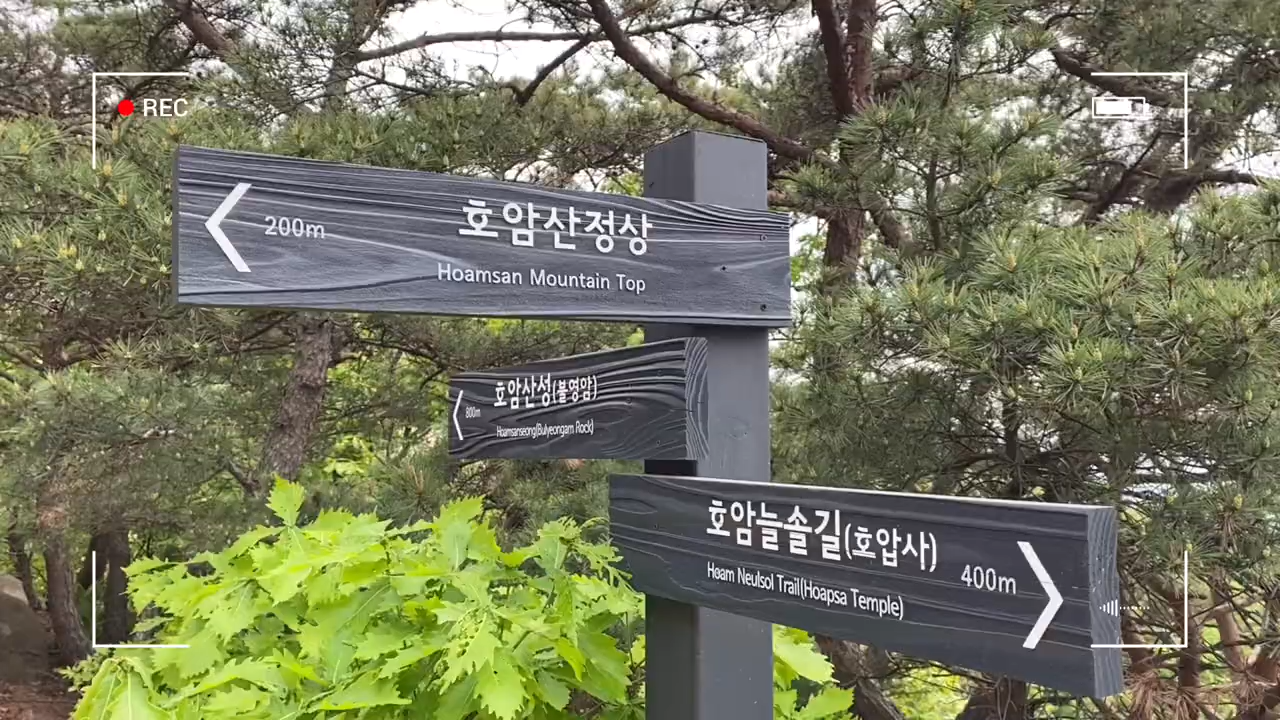 REC
200m
호암산정상
Hoamsan Mountain Top
800m
호암산성(불영암)
Hoamsanseong(Bulyeongam Rock)
호암늘솔길(호압사)
Hoam Neulsol Trail(Hoapsa Temple)
400m